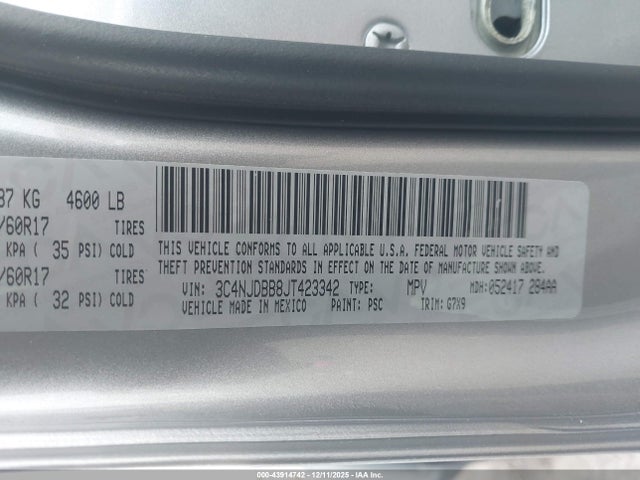 87 KG 4600 LB
/60R17 TIRES
KPA ( 35 PSI) COLD
/60R17 TIRES
KPA ( 32 PSI) COLD
THIS VEHICLE CONFORMS TO ALL APPLICABLE U.S.A. FEDERAL MOTOR VEHICLE SAFETY AND
THEFT PREVENTION STANDARDS IN EFFECT ON THE DATE OF MANUFACTURE SHOWN ABOVE.
VIN: 3C4NJDBB8JT423342 TYPE: MPV MDH: 052417 284AA
VEHICLE MADE IN MEXICO PAINT: PSC TRIM: G7X9
000-43914742 - 12/11/2025 - IAA Inc.